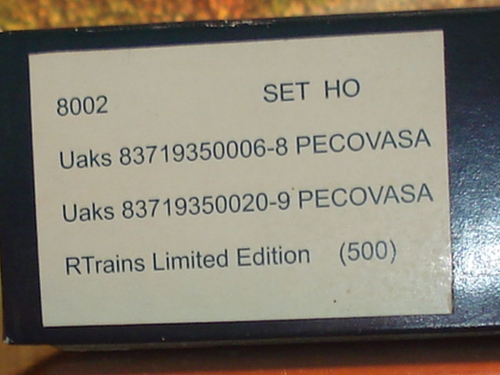 8002 SET HO
Uaks 83719350006-8 PECOVASA
Uaks 83719350020-9 PECOVASA
RTrains Limited Edition (500)